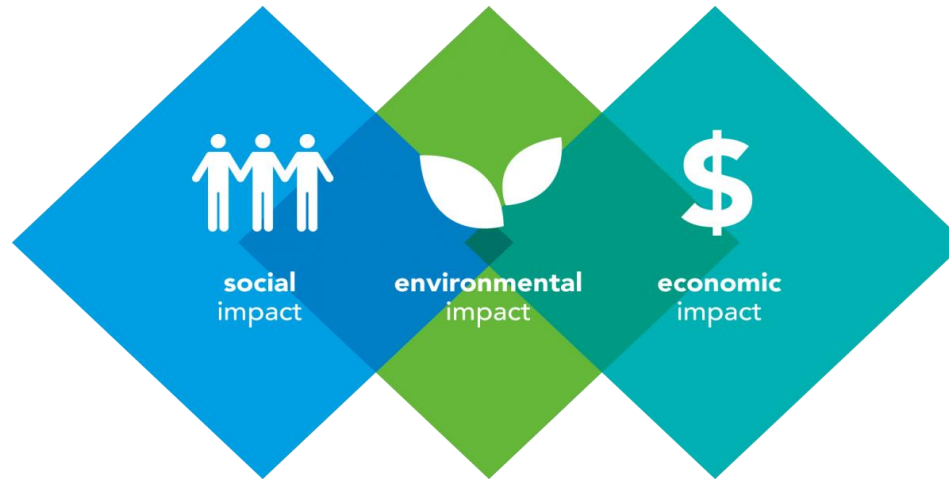 $
social
impact
environmental
impact
economic
impact